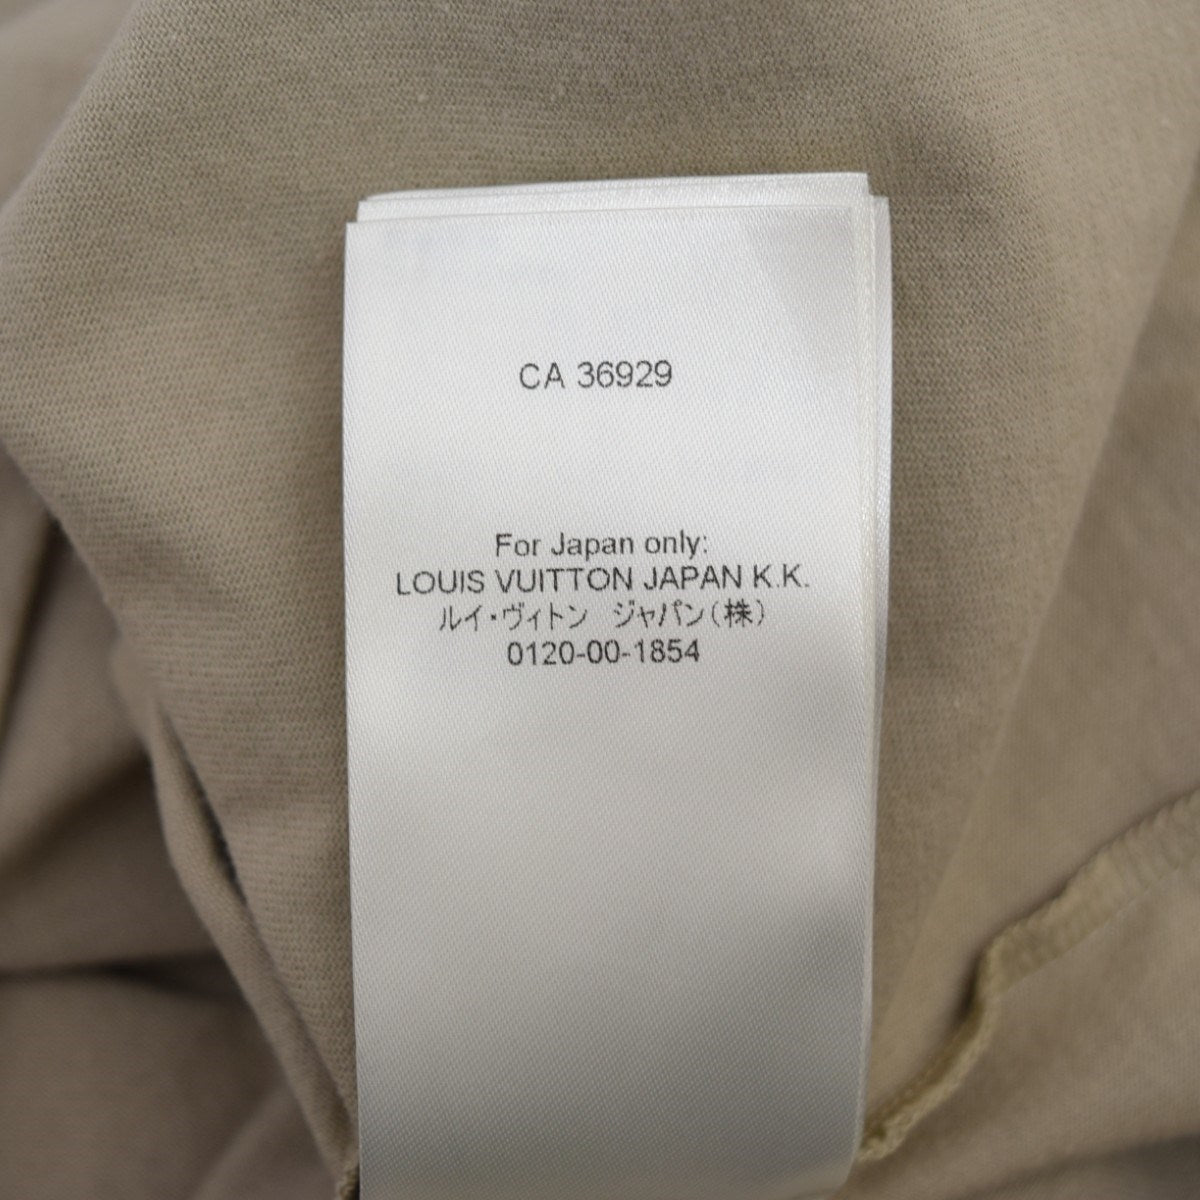 CA 36929
For Japan only:
LOUIS VUITTON JAPAN K.K.
ルイ・ヴィトン ジャパン(株)
0120-00-1854